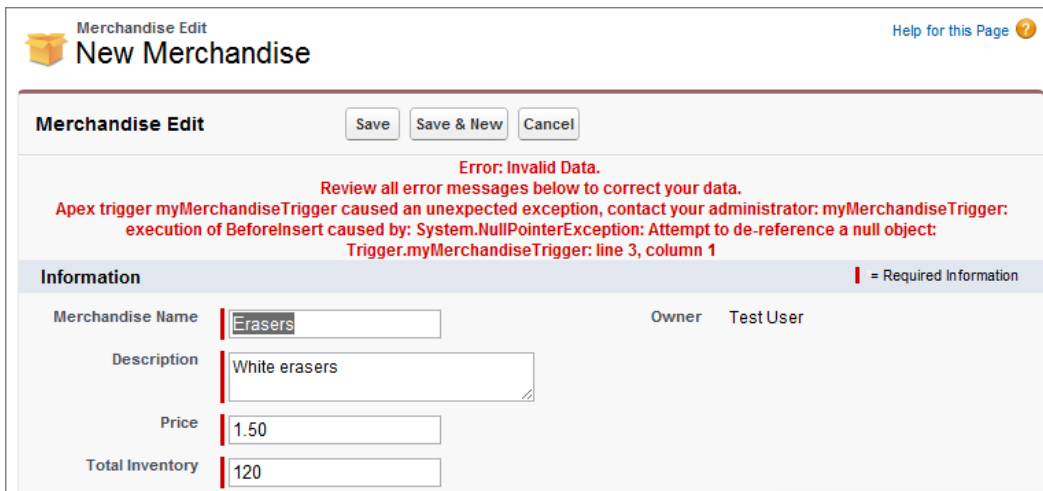 Merchandise Edit
New Merchandise
Help for this Page ?
Merchandise Edit
Save
Save & New
Cancel
Error: Invalid Data.
Review all error messages below to correct your data.
Apex trigger myMerchandiseTrigger caused an unexpected exception, contact your administrator: myMerchandiseTrigger:
execution of BeforeInsert caused by: System.NullPointerException: Attempt to de-reference a null object:
Trigger.myMerchandiseTrigger: line 3, column 1
Information
= Required Information
Merchandise Name
Erasers
Owner
Test User
Description
White erasers
Price
1.50
Total Inventory
120